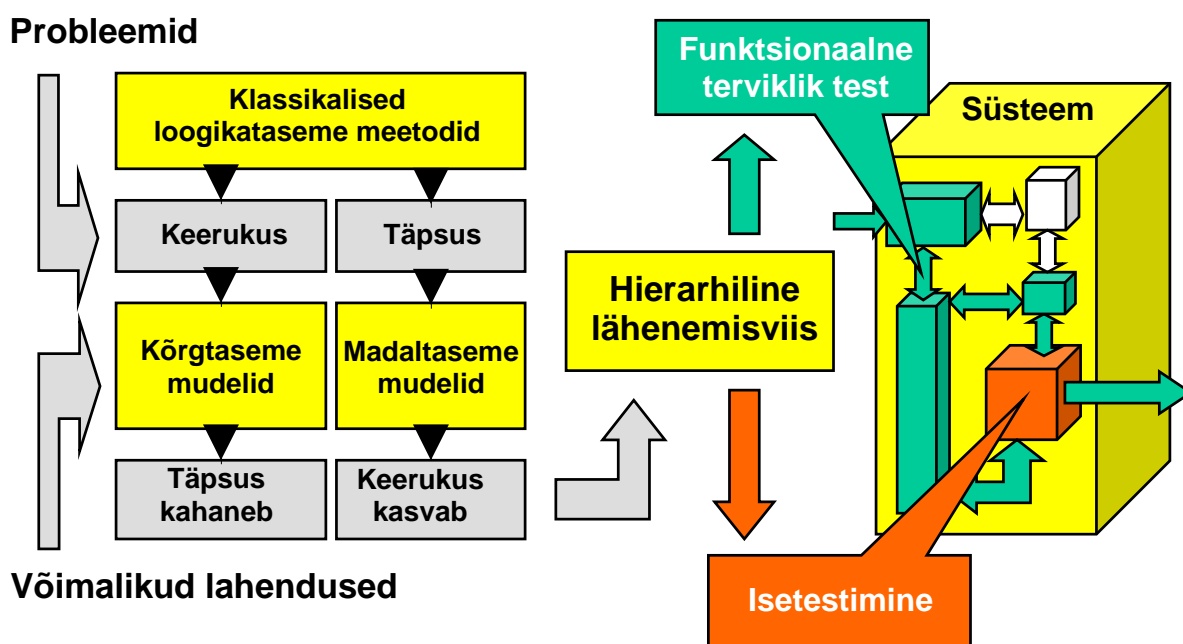 Probleemid
Klassikalised
loogikataseme meetodid
Keerukus
Täpsus
Kõrgtaseme
mudelid
Madaltaseme
mudelid
Täpsus
kahaneb
Keerukus
kasvab
Võimalikud lahendused
Hierarhiline
lähenemisviis
Funktsionaalne
terviklik test
Süsteem
Isetestimine